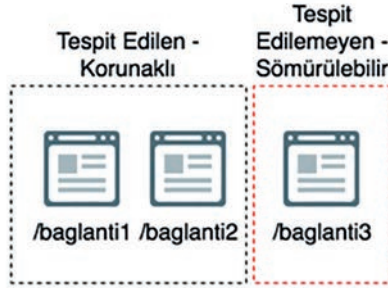 Tespit Edilen -
Korunaklı
Tespit
Edilemeyen -
Sömürülebilir
/baglanti1 /baglanti2
/baglanti3